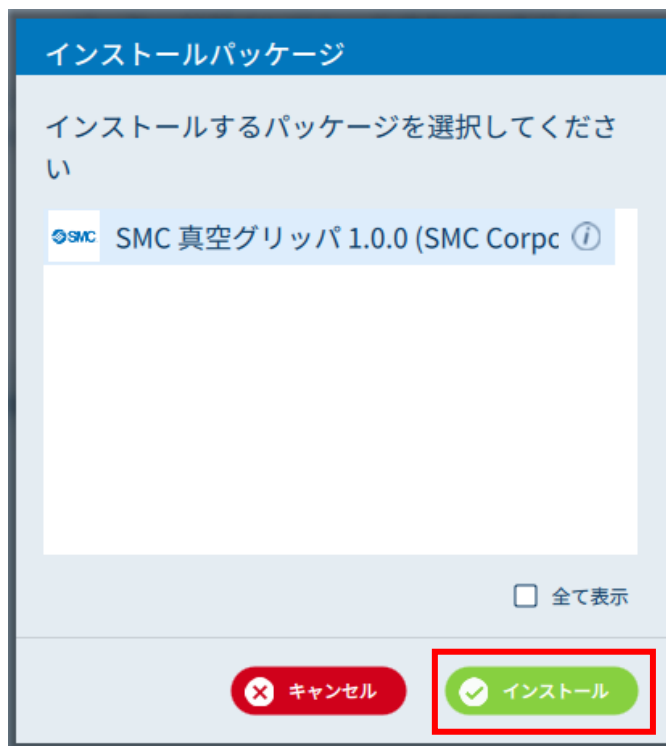 インストールパッケージ
インストールするパッケージを選択してくださ
い
SMC SMC 真空グリッパ 1.0.0 (SMC Corpc
全て表示
キャンセル インストール